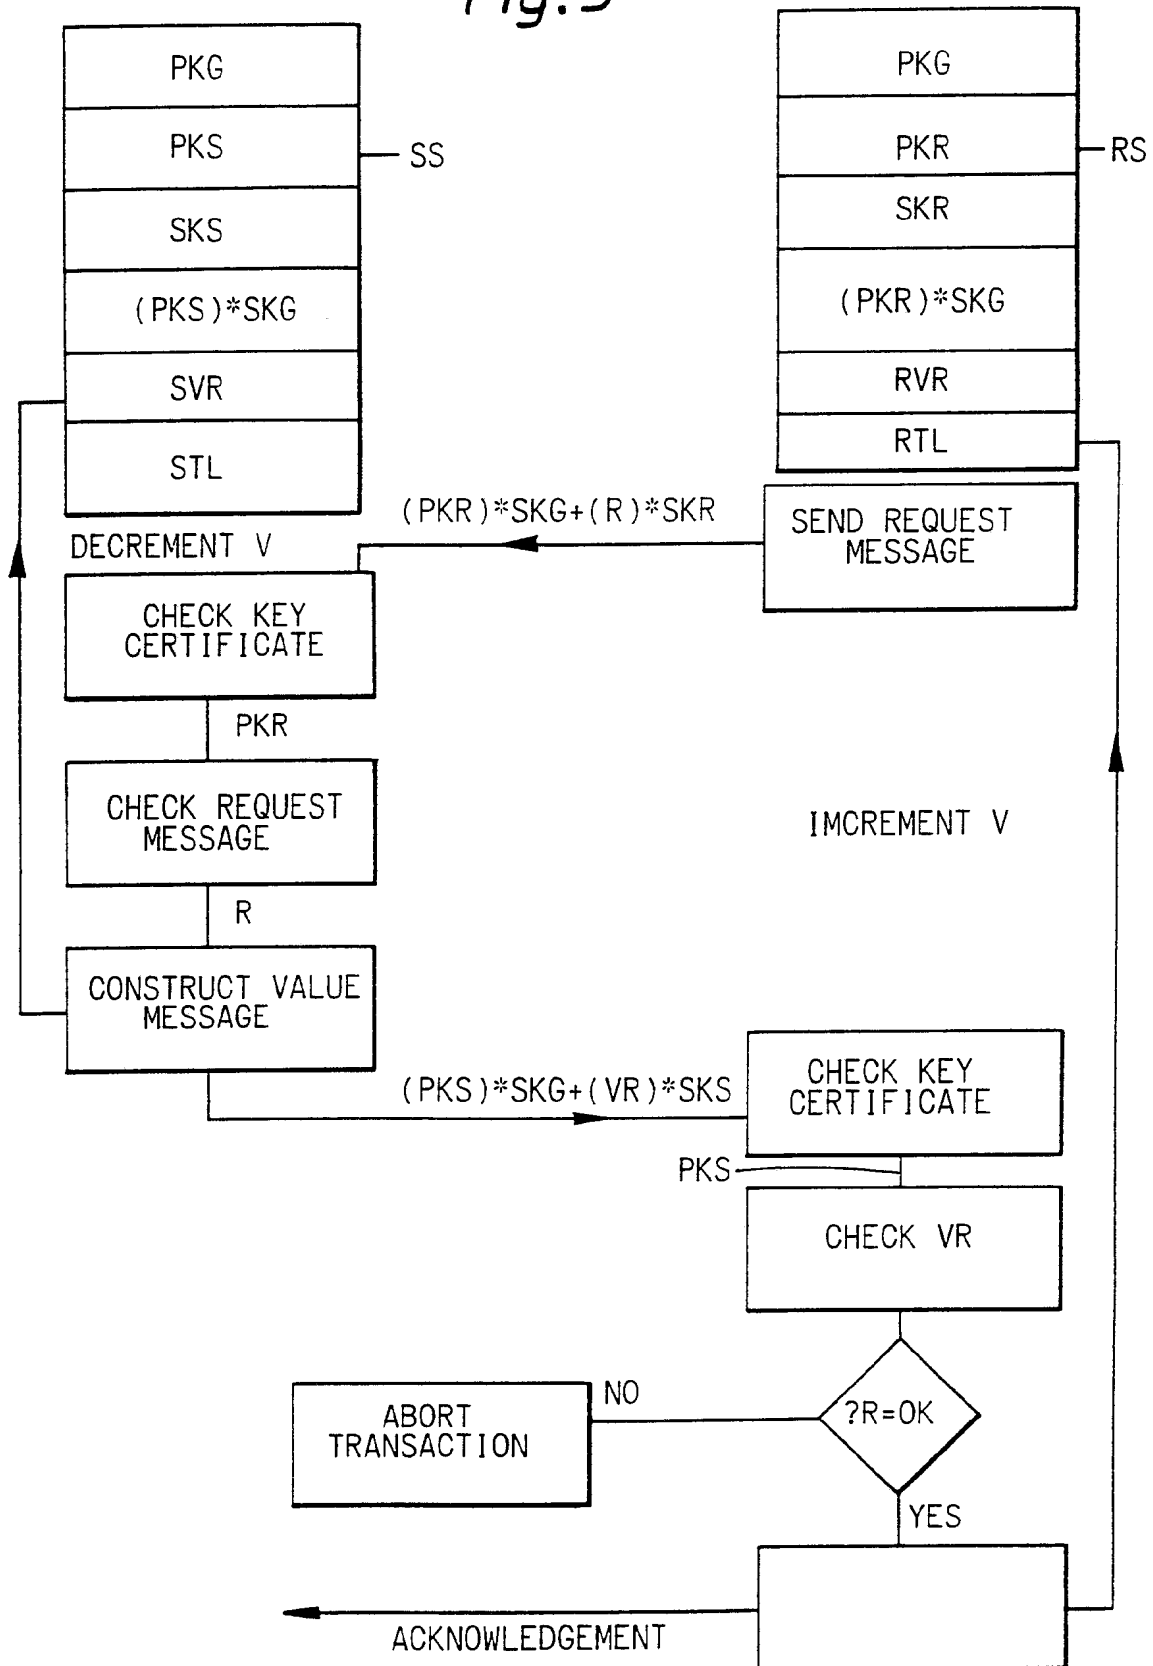 Fig. 5
PKG
PKS
SS
SKS
(PKS)*SKG
SVR
STL
PKG
PKR
RS
SKR
(PKR)*SKG
RVR
RTL
(PKR)*SKG+(R)*SKR
SEND REQUEST
MESSAGE
DECREMENT V
CHECK KEY
CERTIFICATE
PKR
CHECK REQUEST
MESSAGE
IMCREMENT V
R
CONSTRUCT VALUE
MESSAGE
(PKS)*SKG+(VR)*SKS
CHECK KEY
CERTIFICATE
PKS
CHECK VR
?R=OK
NO
ABORT
TRANSACTION
YES
ACKNOWLEDGEMENT